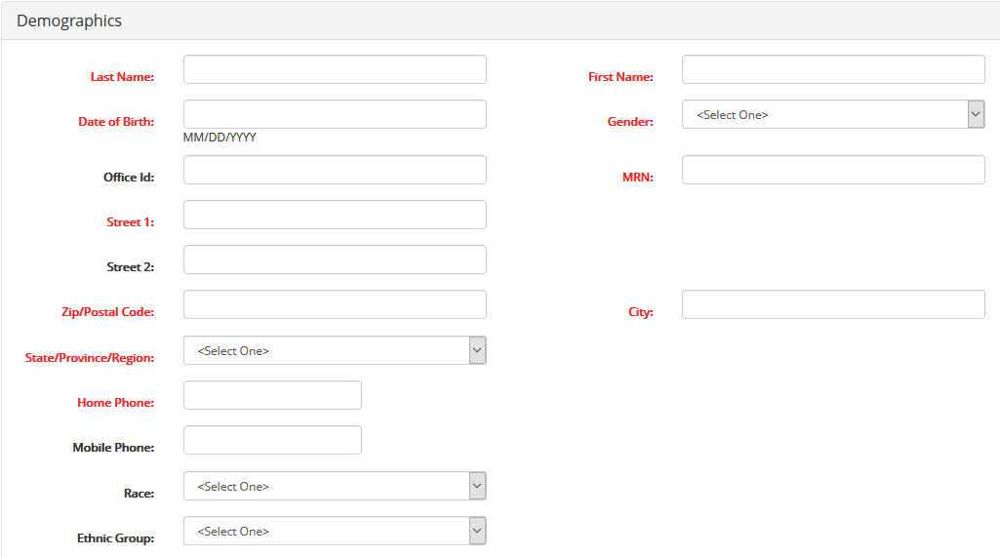 Demographics
Last Name:
First Name:
Date of Birth:
MM/DD/YYYY
Gender: <Select One>
Office Id:
MRN:
Street 1:
Street 2:
Zip/Postal Code:
City:
State/Province/Region: <Select One>
Home Phone:
Mobile Phone:
Race: <Select One>
Ethnic Group: <Select One>